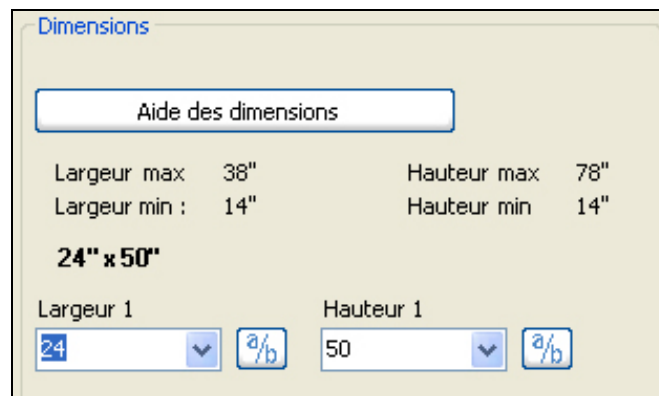 Dimensions
Aide des dimensions
Largeur max 38" Hauteur max 78"
Largeur min : 14" Hauteur min 14"
24" x 50"
Largeur 1 Hauteur 1
24 a/b 50 a/b